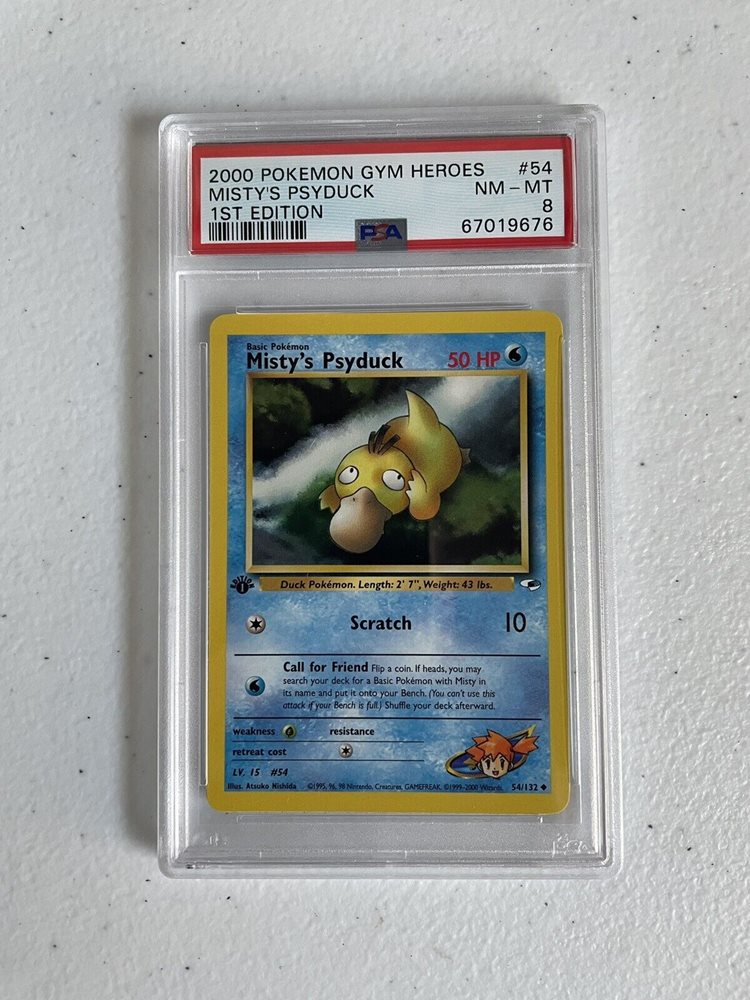 2000 POKEMON GYM HEROES #54
MISTY'S PSYDUCK NM - MT
1ST EDITION 8
PSA 67019676
Basic Pokémon
Misty's Psyduck 50 HP
Duck Pokémon. Length: 2' 7", Weight: 43 lbs.
EDITION 1
Scratch 10
Call for Friend Flip a coin. If heads, you may
search your deck for a Basic Pokémon with Misty in
its name and put it onto your Bench. (You can't use this
attack if your Bench is full.) Shuffle your deck afterward.
weakness resistance
retreat cost
LV. 15 #54
Illus. Atsuko Nishida ©1995, 96, 98 Nintendo, Creatures, GAMEFREAK. ©1999-2000 Wizards. 54/132